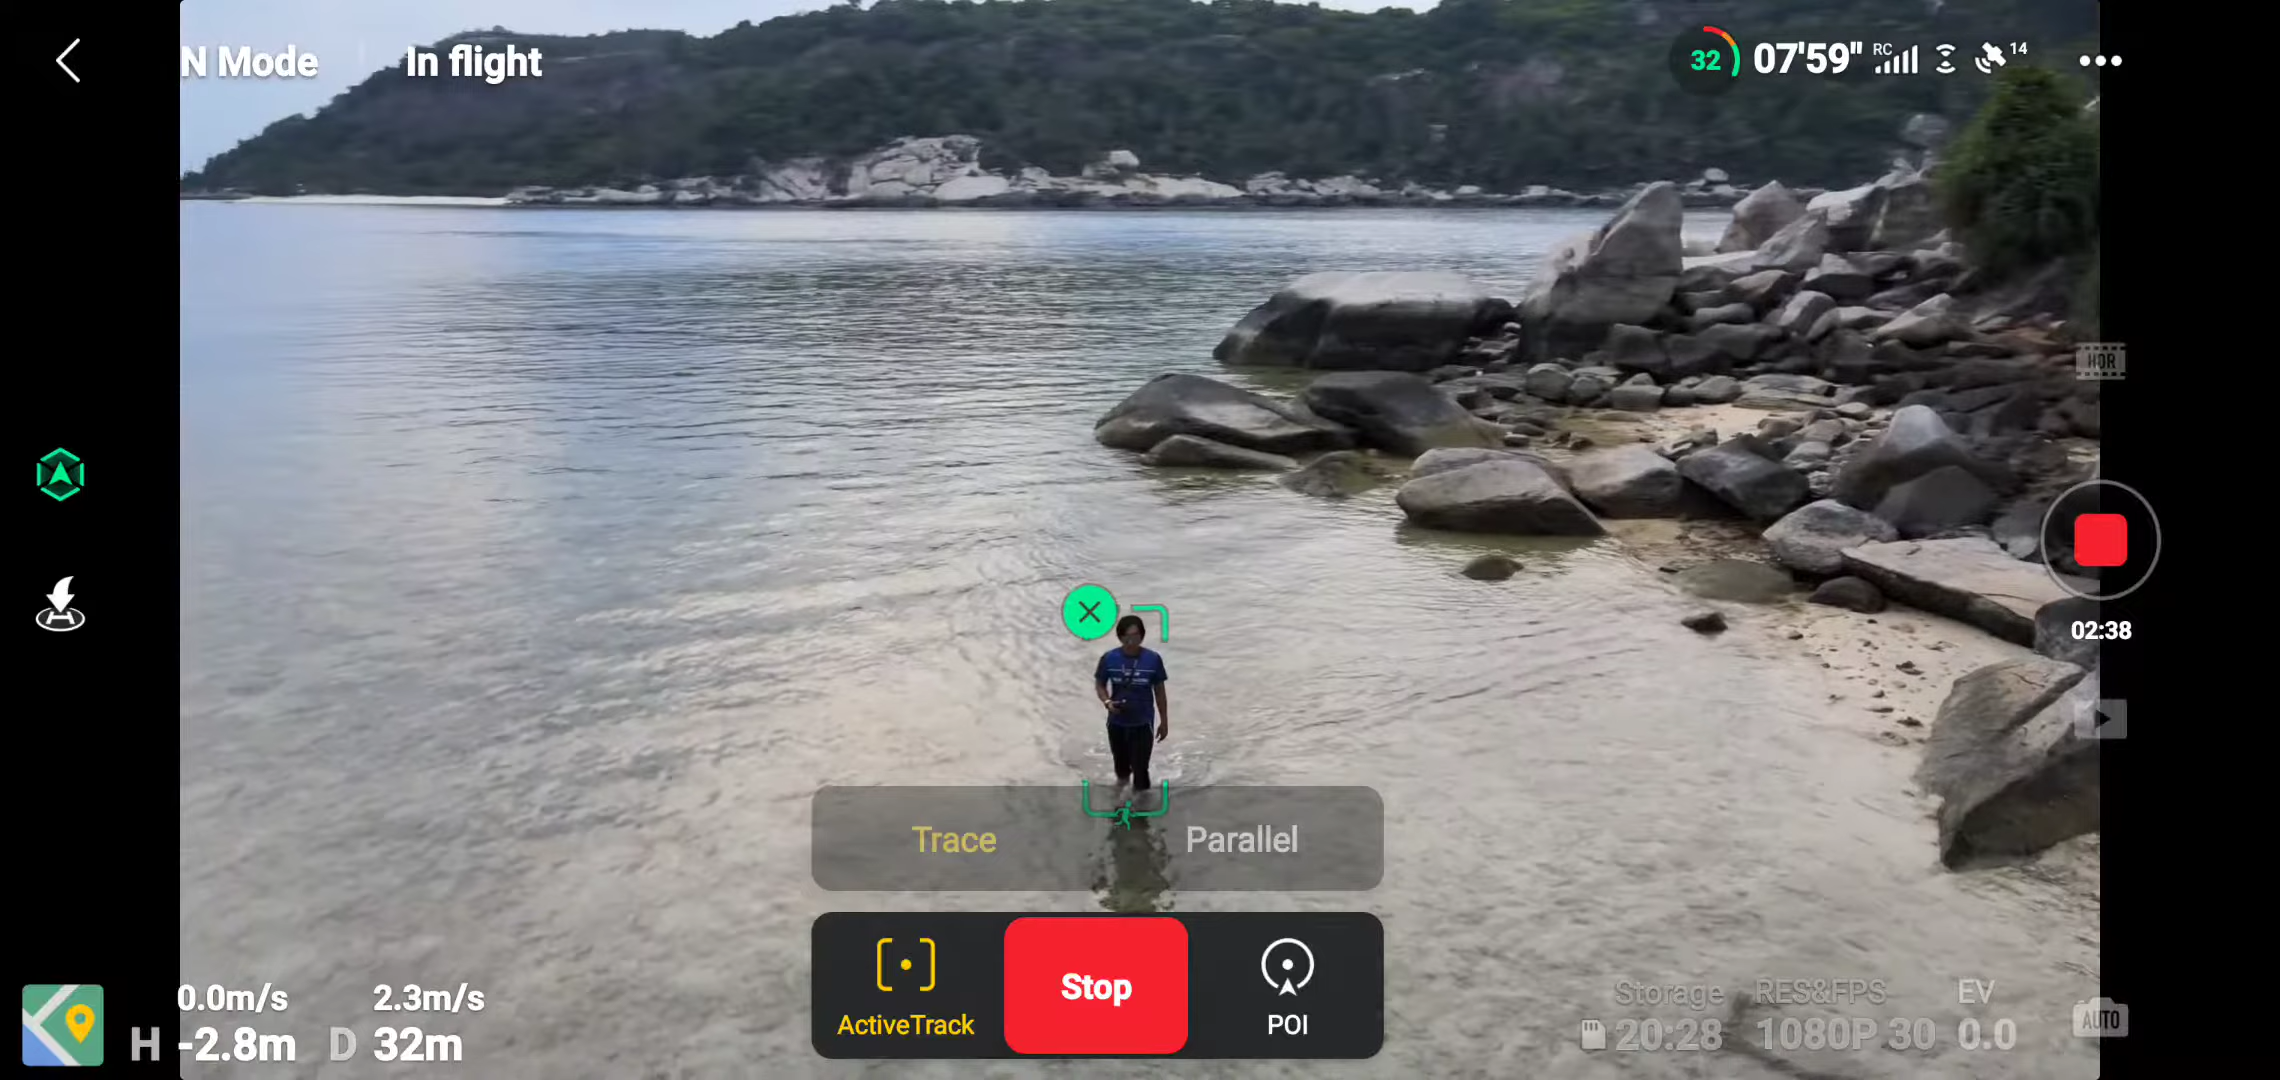 N Mode In flight 32 07'59" RC 14
HDR
02:38
Trace Parallel
Stop
ActiveTrack POI
0.0m/s 2.3m/s
H -2.8m D 32m
Storage RES&FPS EV
20:28 1080P 30 0.0
AUTO